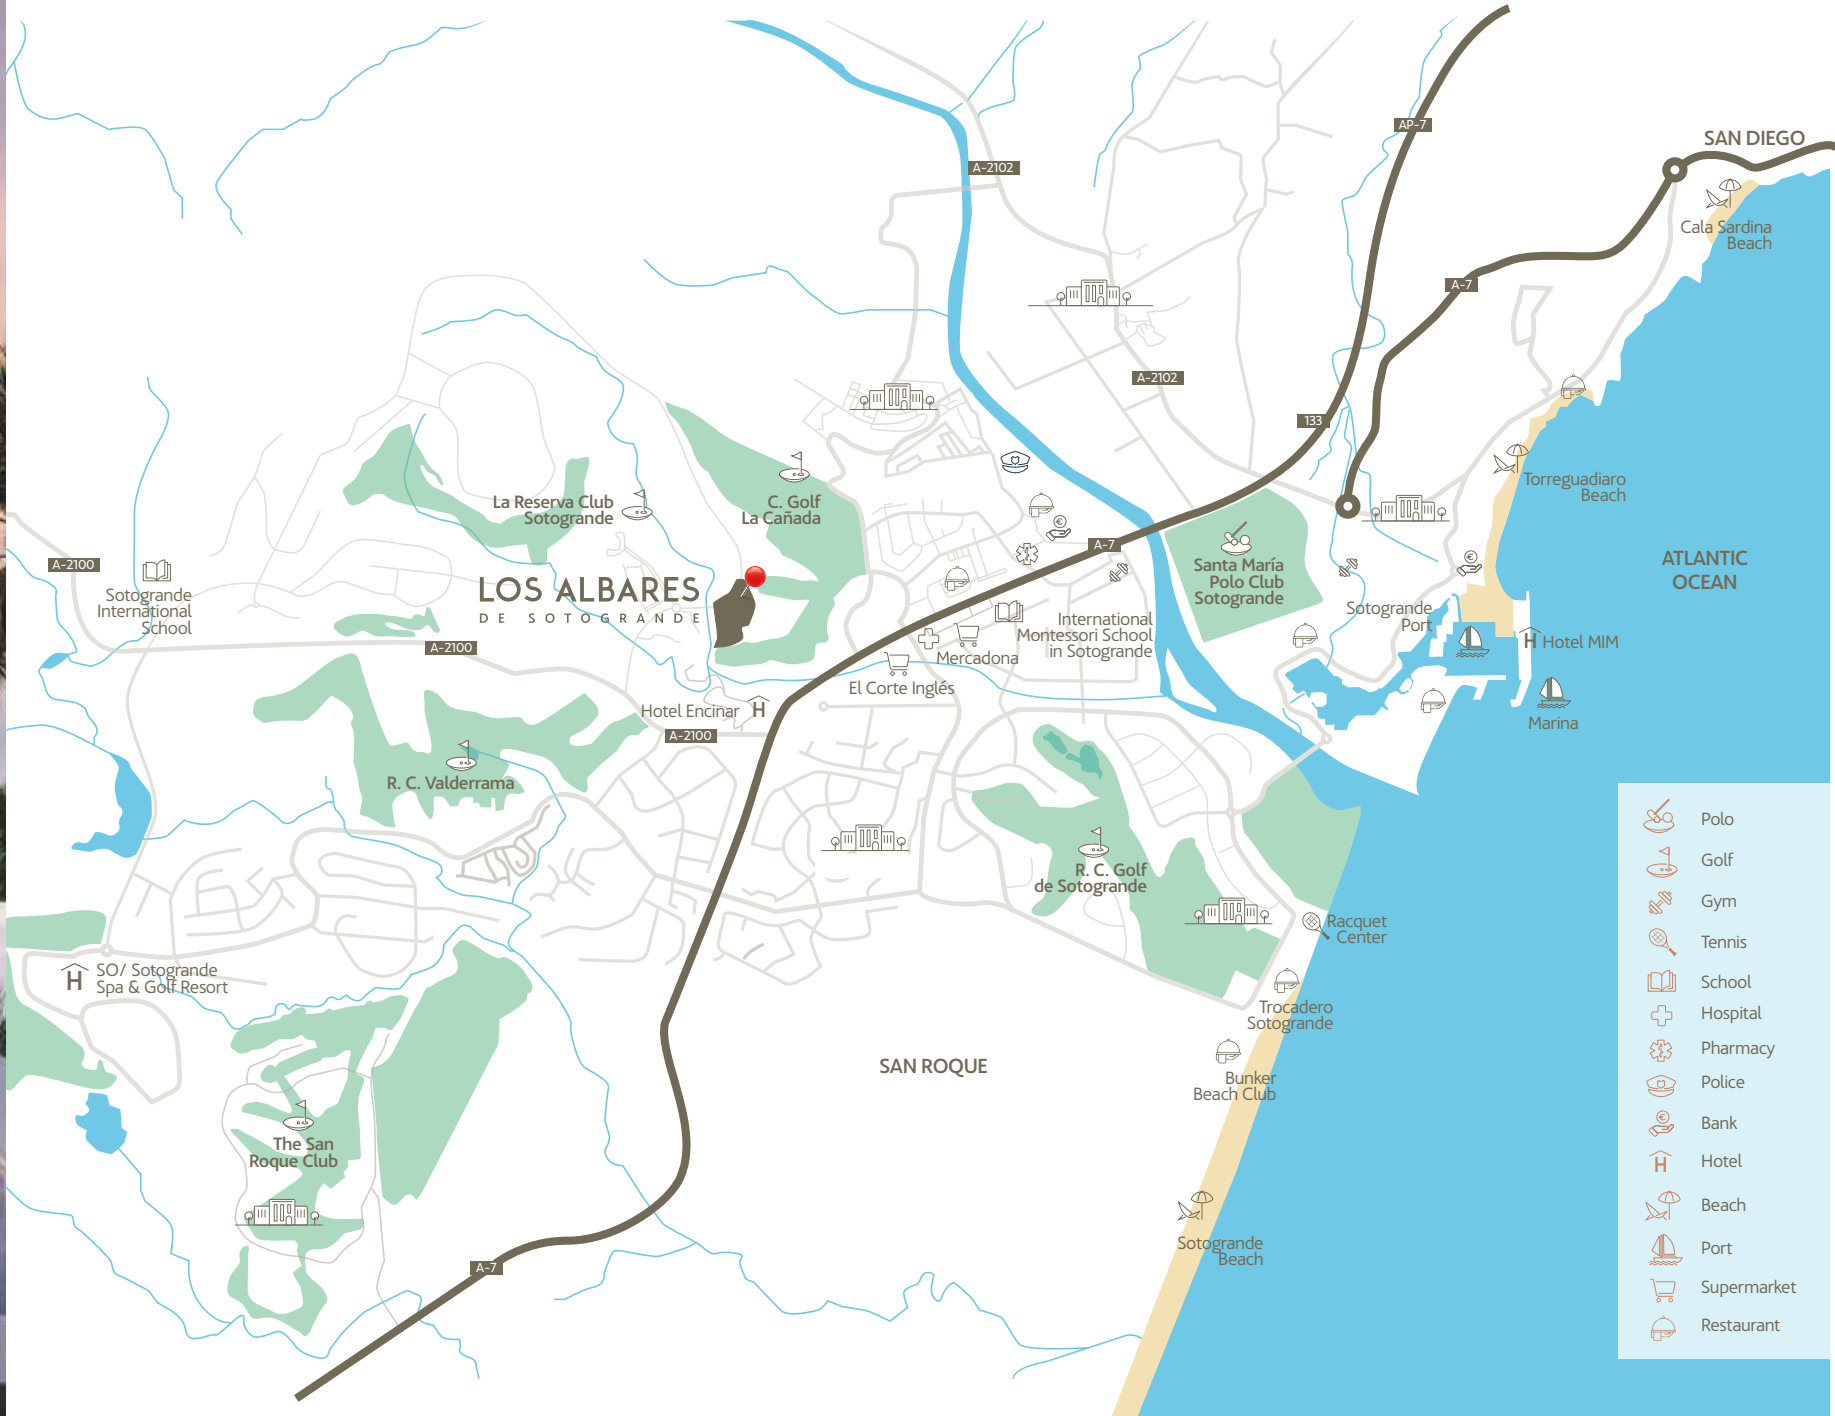 AP-7
SAN DIEGO
A-2102
Cala Sardina
Beach
A-7
A-2102
133
La Reserva Club
Sotogrande
C. Golf
La Cañada
Torreguadiaro
Beach
A-7
A-2100
Sotogrande
International
School
LOS ALBARES
DE SOTOGRANDE
Santa María
Polo Club
Sotogrande
ATLANTIC
OCEAN
Sotogrande
Port
International
Montessori School
in Sotogrande
H Hotel MIM
A-2100
Mercadona
El Corte Inglés
Hotel Encinar H
Marina
A-2100
R. C. Valderrama
R. C. Golf
de Sotogrande
Racquet
Center
H SO/ Sotogrande
Spa & Golf Resort
Trocadero
Sotogrande
SAN ROQUE
Bunker
Beach Club
The San
Roque Club
Sotogrande
Beach
A-7
Polo
Golf
Gym
Tennis
School
Hospital
Pharmacy
Police
€ Bank
H Hotel
Beach
Port
Supermarket
Restaurant